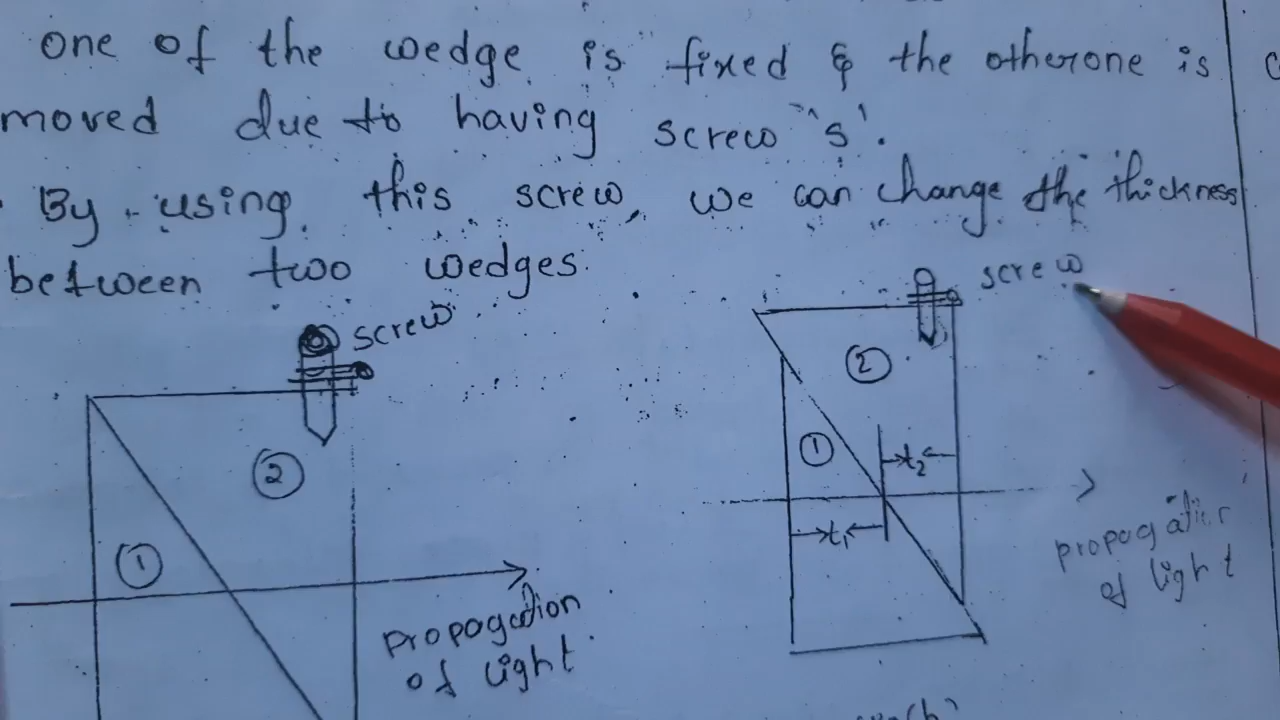 one of the wedge is fixed & the otherone is
moved due to having screw 's'.
By using this screw, we can change the thickness
between two wedges.
screw
screw
2
2
1
t2
1
t1
propagation
of light
propagation
of light